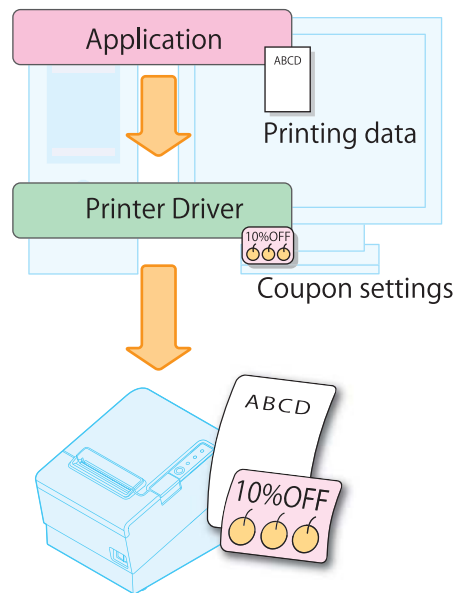 Application
ABCD
Printing data
Printer Driver
10%OFF
Coupon settings
ABCD
10%OFF